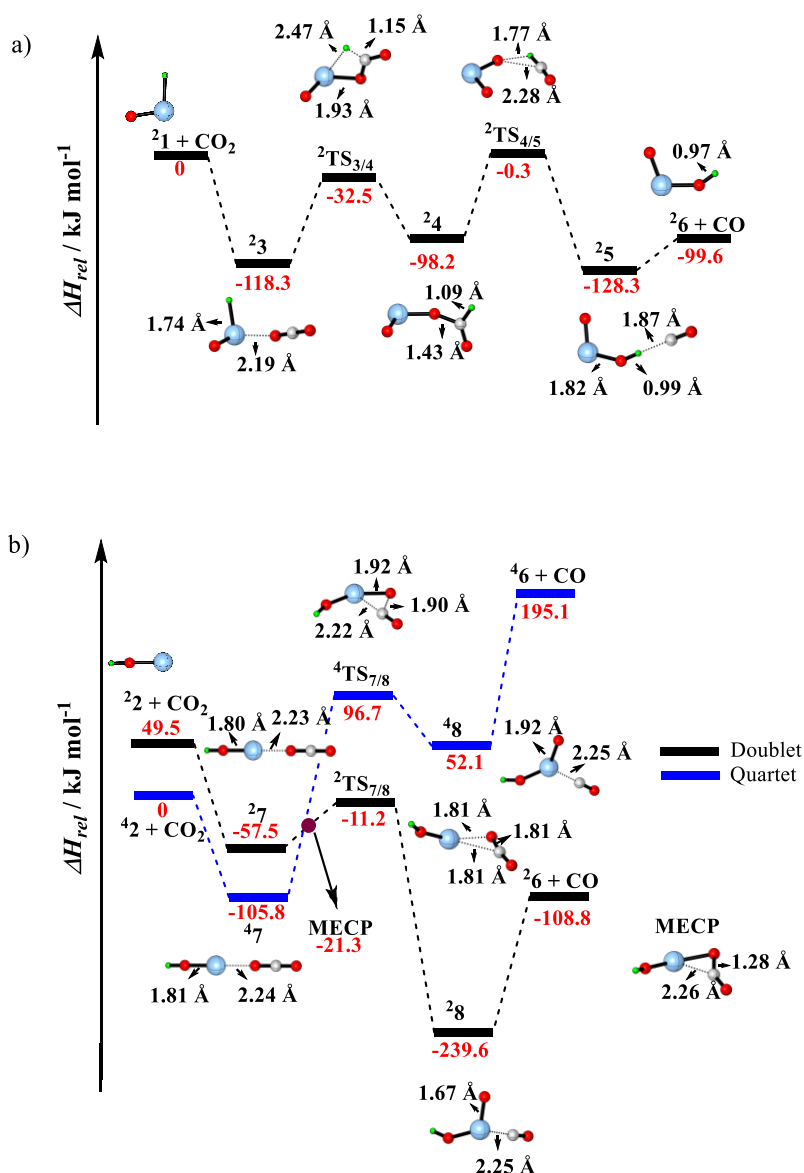 a)
2.47 Å
1.15 Å
1.93 Å
1.77 Å
2.28 Å
²1 + CO₂
0
²TS₃/₄
-32.5
²TS₄/₅
-0.3
0.97 Å
²3
-118.3
²4
-98.2
²5
-128.3
²6 + CO
-99.6
1.74 Å
2.19 Å
1.09 Å
1.43 Å
1.87 Å
1.82 Å
0.99 Å
ΔH_rel / kJ mol⁻¹
b)
1.92 Å
1.90 Å
2.22 Å
⁴6 + CO
195.1
²2 + CO₂
49.5
1.80 Å
2.23 Å
⁴TS₇/₈
96.7
⁴8
52.1
1.92 Å
2.25 Å
Doublet
Quartet
0
⁴2 + CO₂
²7
-57.5
²TS₇/₈
-11.2
1.81 Å
1.81 Å
1.81 Å
-105.8
⁴7
MECP
-21.3
²6 + CO
-108.8
MECP
1.28 Å
2.26 Å
1.81 Å
2.24 Å
²8
-239.6
1.67 Å
2.25 Å
ΔH_rel / kJ mol⁻¹